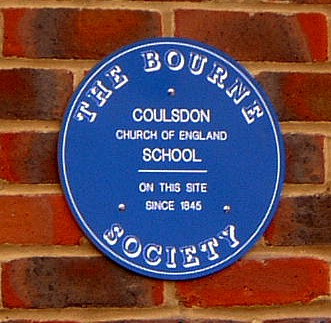 THE BOURNE
COULSDON
CHURCH OF ENGLAND
SCHOOL
ON THIS SITE
SINCE 1845
SOCIETY